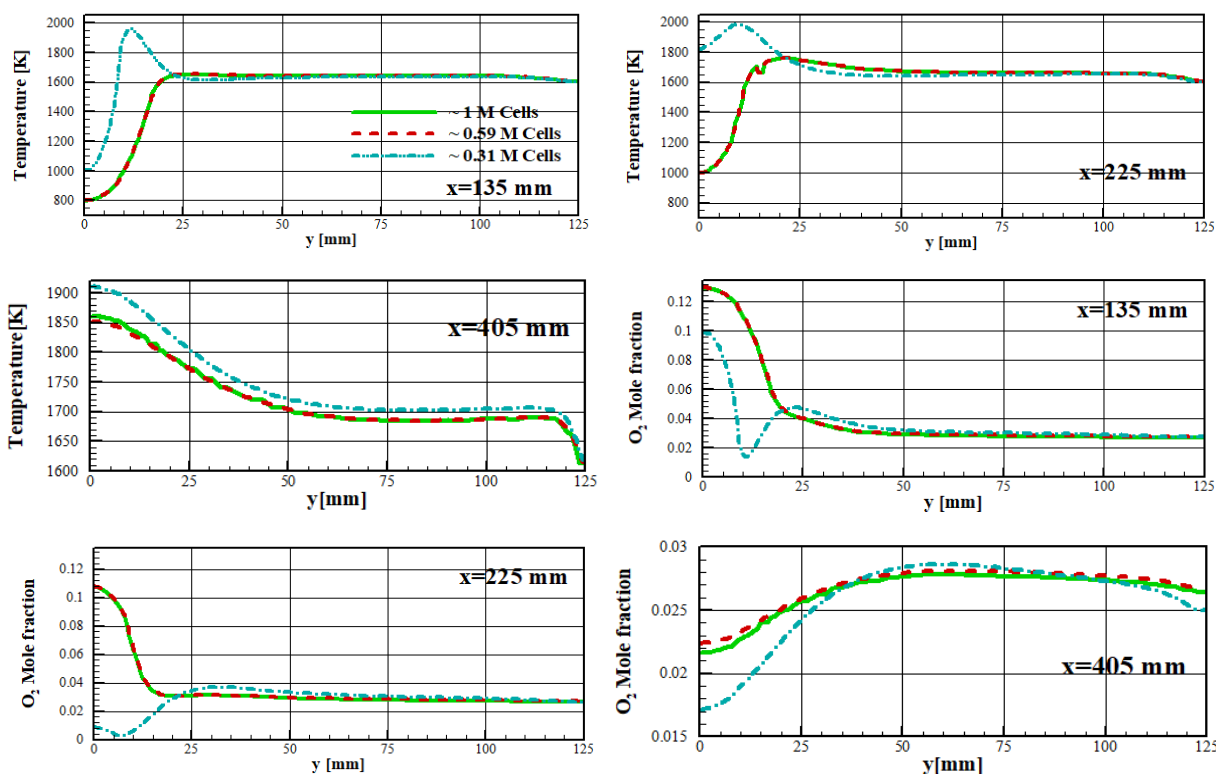 2000
1800
1600
1400
1200
1000
800
Temperature [K]
~ 1 M Cells
~ 0.59 M Cells
~ 0.31 M Cells
x=135 mm
0 25 50 75 100 125
y [mm]
2000
1800
1600
1400
1200
1000
800
Temperature [K]
x=225 mm
0 25 50 75 100 125
y [mm]
1900
1850
1800
1750
1700
1650
1600
Temperature [K]
x=405 mm
0 25 50 75 100 125
y [mm]
0.12
0.1
0.08
0.06
0.04
0.02
0
O2 Mole fraction
x=135 mm
0 25 50 75 100 125
y [mm]
0.12
0.1
0.08
0.06
0.04
0.02
0
O2 Mole fraction
x=225 mm
0 25 50 75 100 125
y [mm]
0.03
0.025
0.02
0.015
O2 Mole fraction
x=405 mm
0 25 50 75 100 125
y[mm]